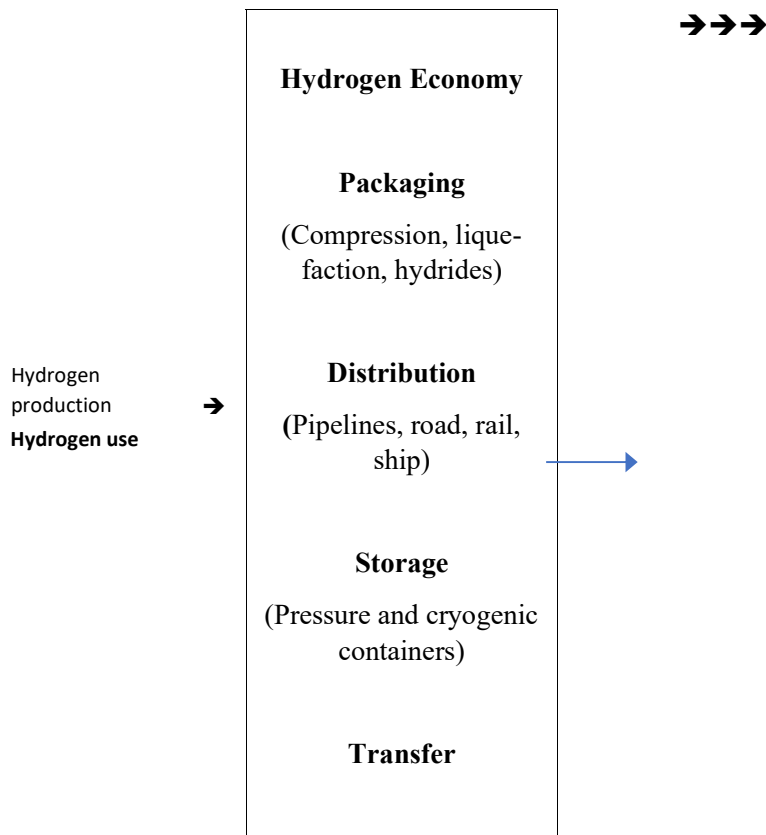 ➔➔➔
Hydrogen Economy
Packaging
(Compression, lique-
faction, hydrides)
Hydrogen
production ➔
Hydrogen use
Distribution
(Pipelines, road, rail,
ship)
Storage
(Pressure and cryogenic
containers)
Transfer